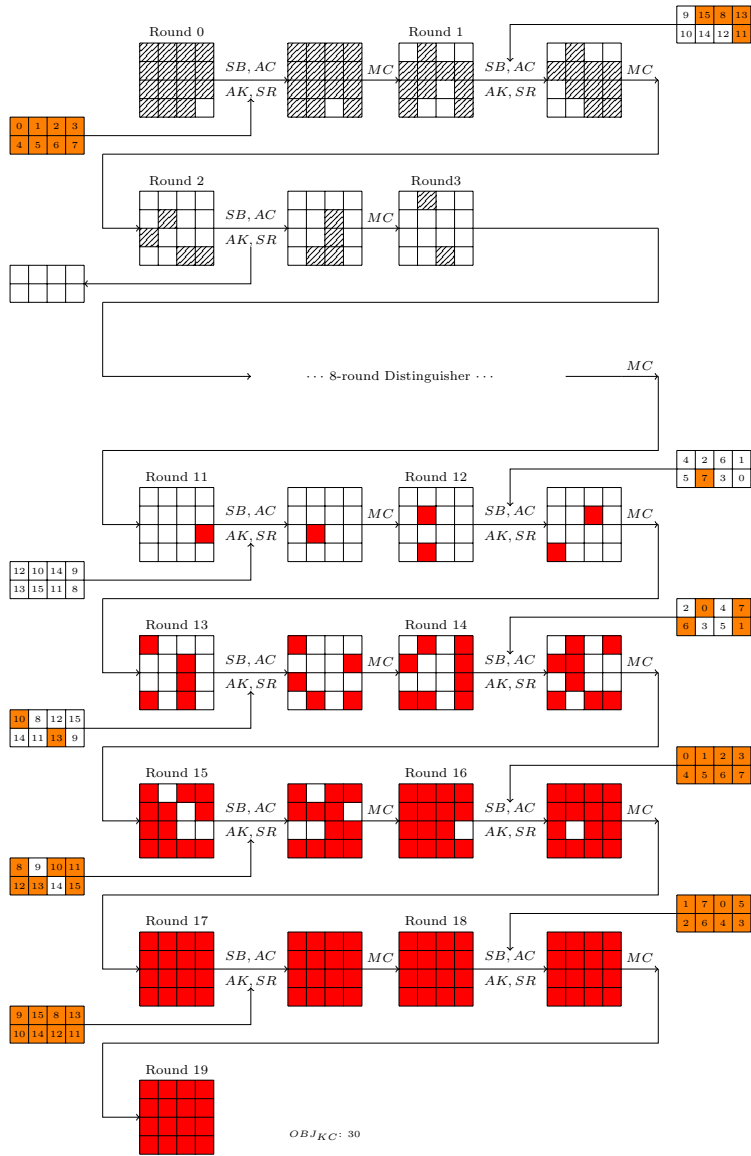 9 15 8 13
10 14 12 11
Round 0 Round 1
SB, AC MC SB, AC MC
AK, SR AK, SR
0 1 2 3
4 5 6 7
Round 2 Round3
SB, AC MC
AK, SR
··· 8-round Distinguisher ··· MC
4 2 6 1
5 7 3 0
Round 11 Round 12
SB, AC MC SB, AC MC
AK, SR AK, SR
12 10 14 9
13 15 11 8
2 0 4 7
6 3 5 1
Round 13 Round 14
SB, AC MC SB, AC MC
AK, SR AK, SR
10 8 12 15
14 11 13 9
0 1 2 3
4 5 6 7
Round 15 Round 16
SB, AC MC SB, AC MC
AK, SR AK, SR
8 9 10 11
12 13 14 15
1 7 0 5
2 6 4 3
Round 17 Round 18
SB, AC MC SB, AC MC
AK, SR AK, SR
9 15 8 13
10 14 12 11
Round 19
OBJ_KC: 30